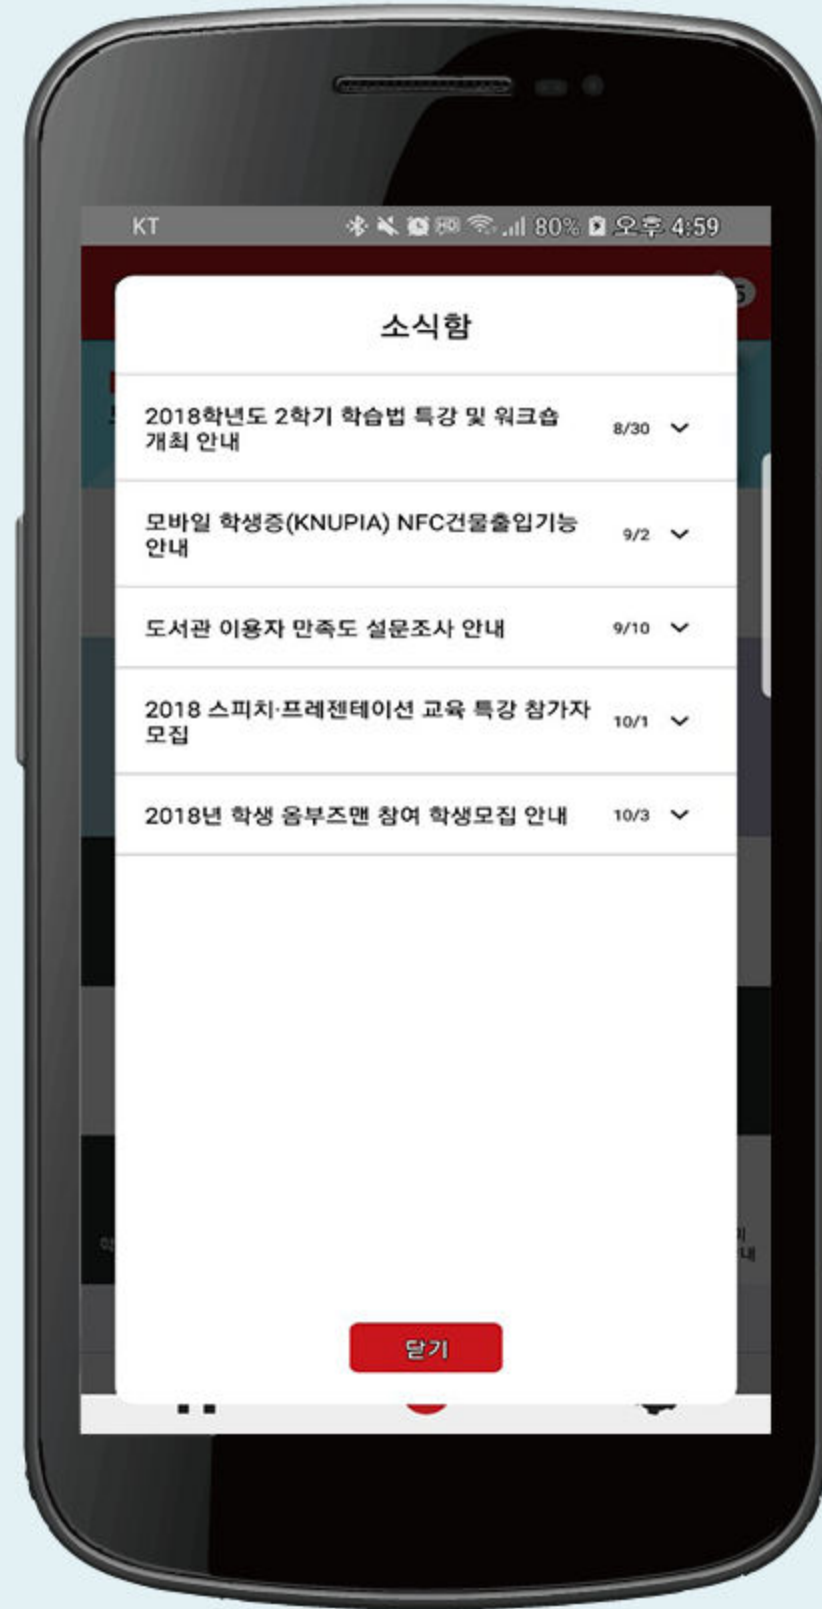 KT 80% 오후 4:59
5
소식함
2018학년도 2학기 학습법 특강 및 워크숍
개최 안내
8/30
모바일 학생증(KNUPIA) NFC건물출입기능
안내
9/2
도서관 이용자 만족도 설문조사 안내
9/10
2018 스피치·프레젠테이션 교육 특강 참가자
모집
10/1
2018년 학생 옴부즈맨 참여 학생모집 안내
10/3
닫기